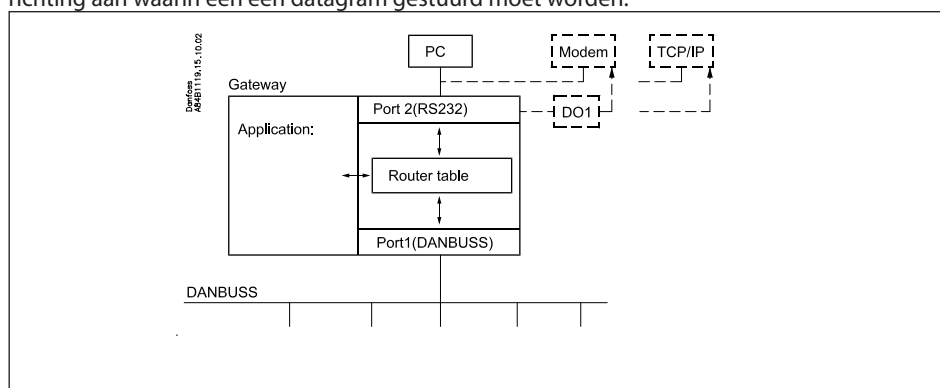 richting aan waarin een een datagram gestuurd moet worden.
Danfoss
A84B1119.15.10.02
PC
Modem
TCP/IP
Gateway
Port 2(RS232)
DO1
Application:
Router table
Port1(DANBUSS)
DANBUSS